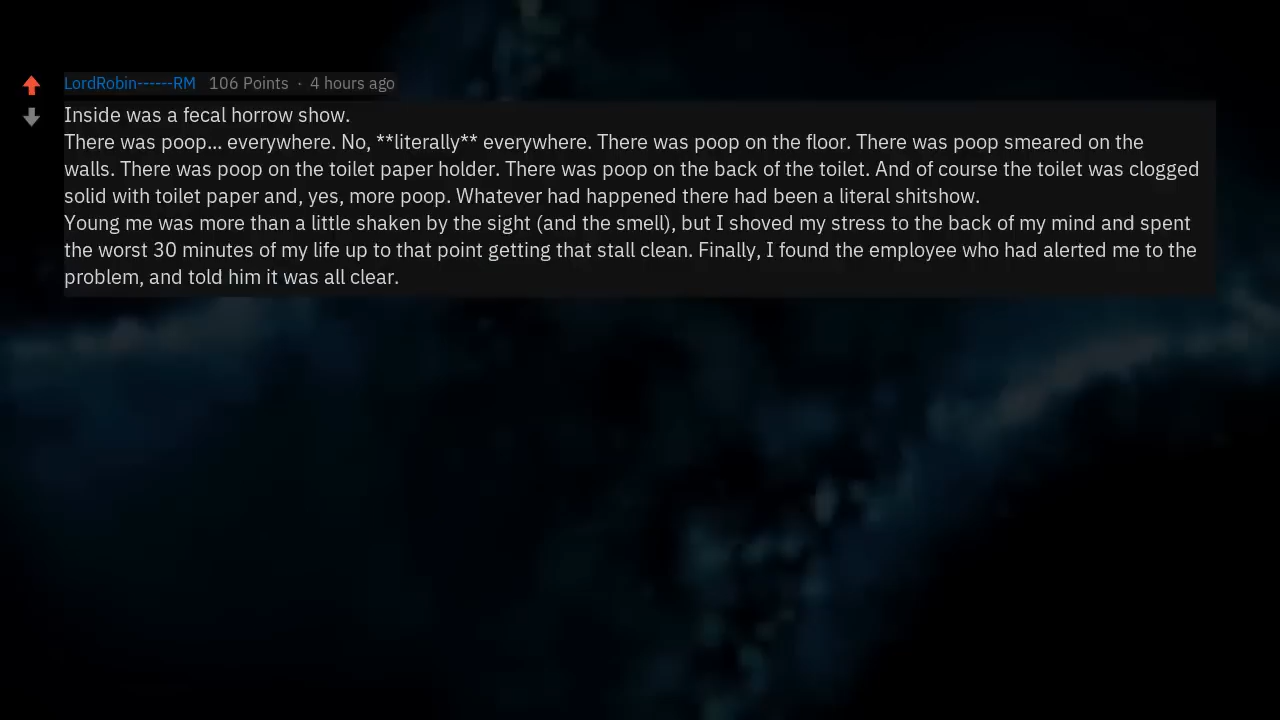 LordRobin------RM 106 Points · 4 hours ago
Inside was a fecal horrow show.
There was poop... everywhere. No, **literally** everywhere. There was poop on the floor. There was poop smeared on the
walls. There was poop on the toilet paper holder. There was poop on the back of the toilet. And of course the toilet was clogged
solid with toilet paper and, yes, more poop. Whatever had happened there had been a literal shitshow.
Young me was more than a little shaken by the sight (and the smell), but I shoved my stress to the back of my mind and spent
the worst 30 minutes of my life up to that point getting that stall clean. Finally, I found the employee who had alerted me to the
problem, and told him it was all clear.